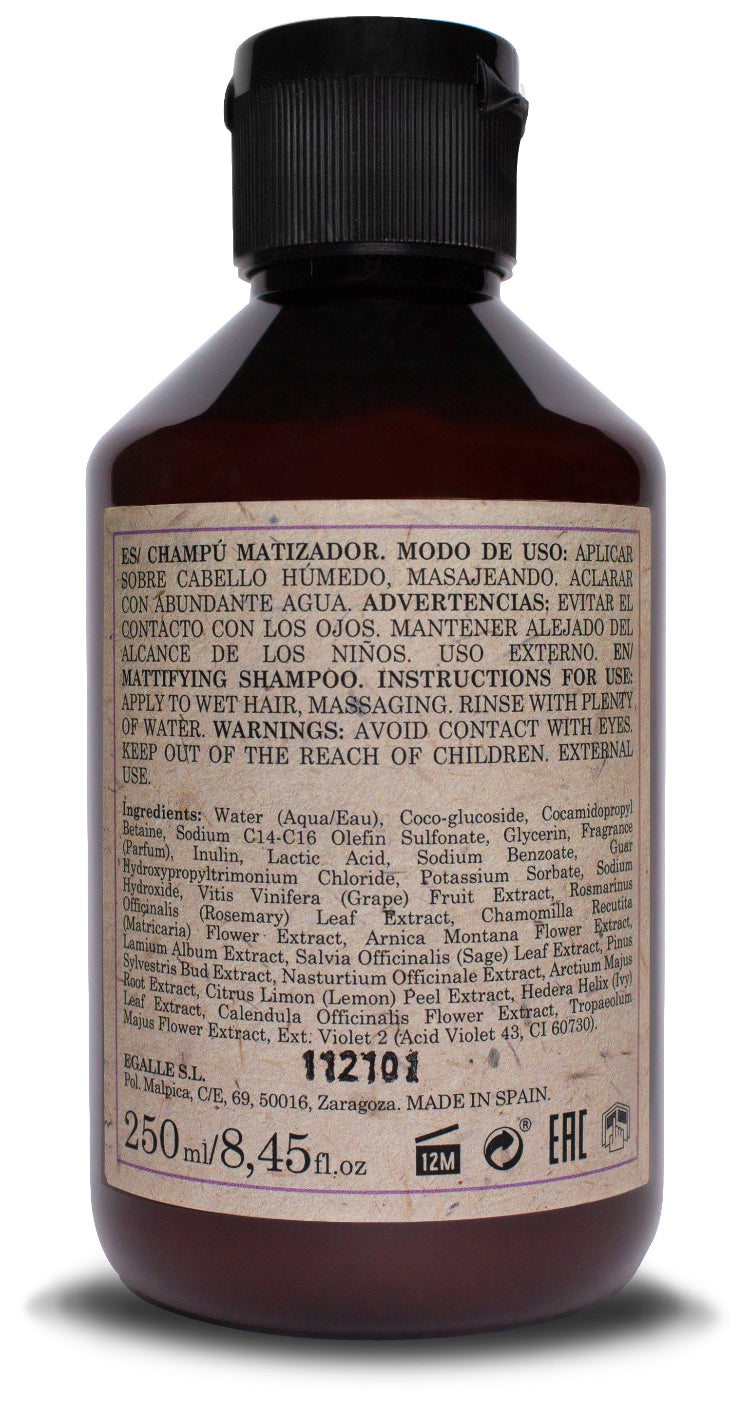 ES/ CHAMPÚ MATIZADOR. MODO DE USO: APLICAR
SOBRE CABELLO HÚMEDO, MASAJEANDO. ACLARAR
CON ABUNDANTE AGUA. ADVERTENCIAS: EVITAR EL
CONTACTO CON LOS OJOS. MANTENER ALEJADO DEL
ALCANCE DE LOS NIÑOS. USO EXTERNO. EN/
MATTIFYING SHAMPOO. INSTRUCTIONS FOR USE:
APPLY TO WET HAIR, MASSAGING. RINSE WITH PLENTY
OF WATER. WARNINGS: AVOID CONTACT WITH EYES.
KEEP OUT OF THE REACH OF CHILDREN. EXTERNAL
USE.
Ingredients: Water (Aqua/Eau), Coco-glucoside, Cocamidopropyl
Betaine, Sodium C14-C16 Olefin Sulfonate, Glycerin, Fragrance
(Parfum), Inulin, Lactic Acid, Sodium Benzoate, Guar
Hydroxypropyltrimonium Chloride, Potassium Sorbate, Sodium
Hydroxide, Vitis Vinifera (Grape) Fruit Extract, Rosmarinus
Officinalis (Rosemary) Leaf Extract, Chamomilla Recutita
(Matricaria) Flower Extract, Arnica Montana Flower Extract,
Lamium Album Extract, Salvia Officinalis (Sage) Leaf Extract, Pinus
Sylvestris Bud Extract, Nasturtium Officinale Extract, Arctium Majus
Root Extract, Citrus Limon (Lemon) Peel Extract, Hedera Helix (Ivy)
Leaf Extract, Calendula Officinalis Flower Extract, Tropaeolum
Majus Flower Extract, Ext. Violet 2 (Acid Violet 43, CI 60730).
112101
EGALLE S.L.
Pol. Malpica, C/E, 69, 50016, Zaragoza. MADE IN SPAIN.
250ml/8,45fl.oz
12M
®
EAC